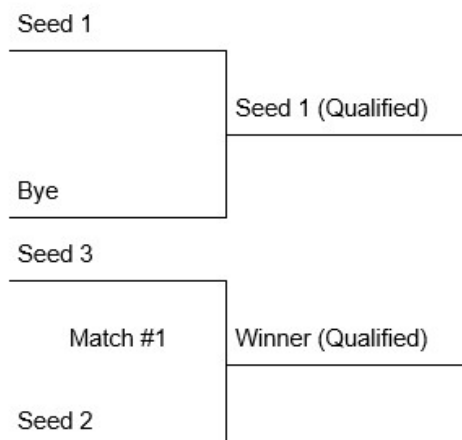 Seed 1
Seed 1 (Qualified)
Bye
Seed 3
Match #1
Winner (Qualified)
Seed 2